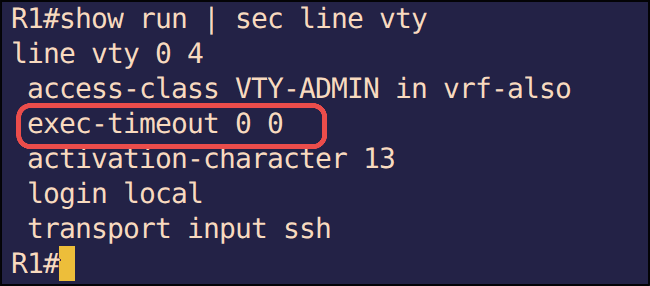 R1#show run | sec line vty
line vty 0 4
 access-class VTY-ADMIN in vrf-also
 exec-timeout 0 0
 activation-character 13
 login local
 transport input ssh
R1#